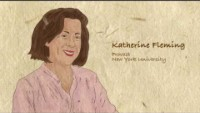 Katherine Fleming
Provost
New York University